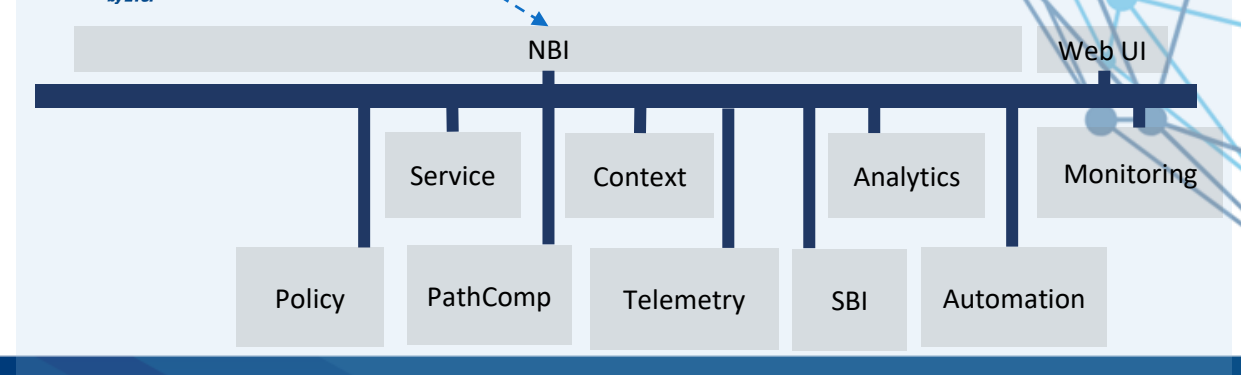 NBI
Web UI
Service
Context
Analytics
Monitoring
Policy
PathComp
Telemetry
SBI
Automation